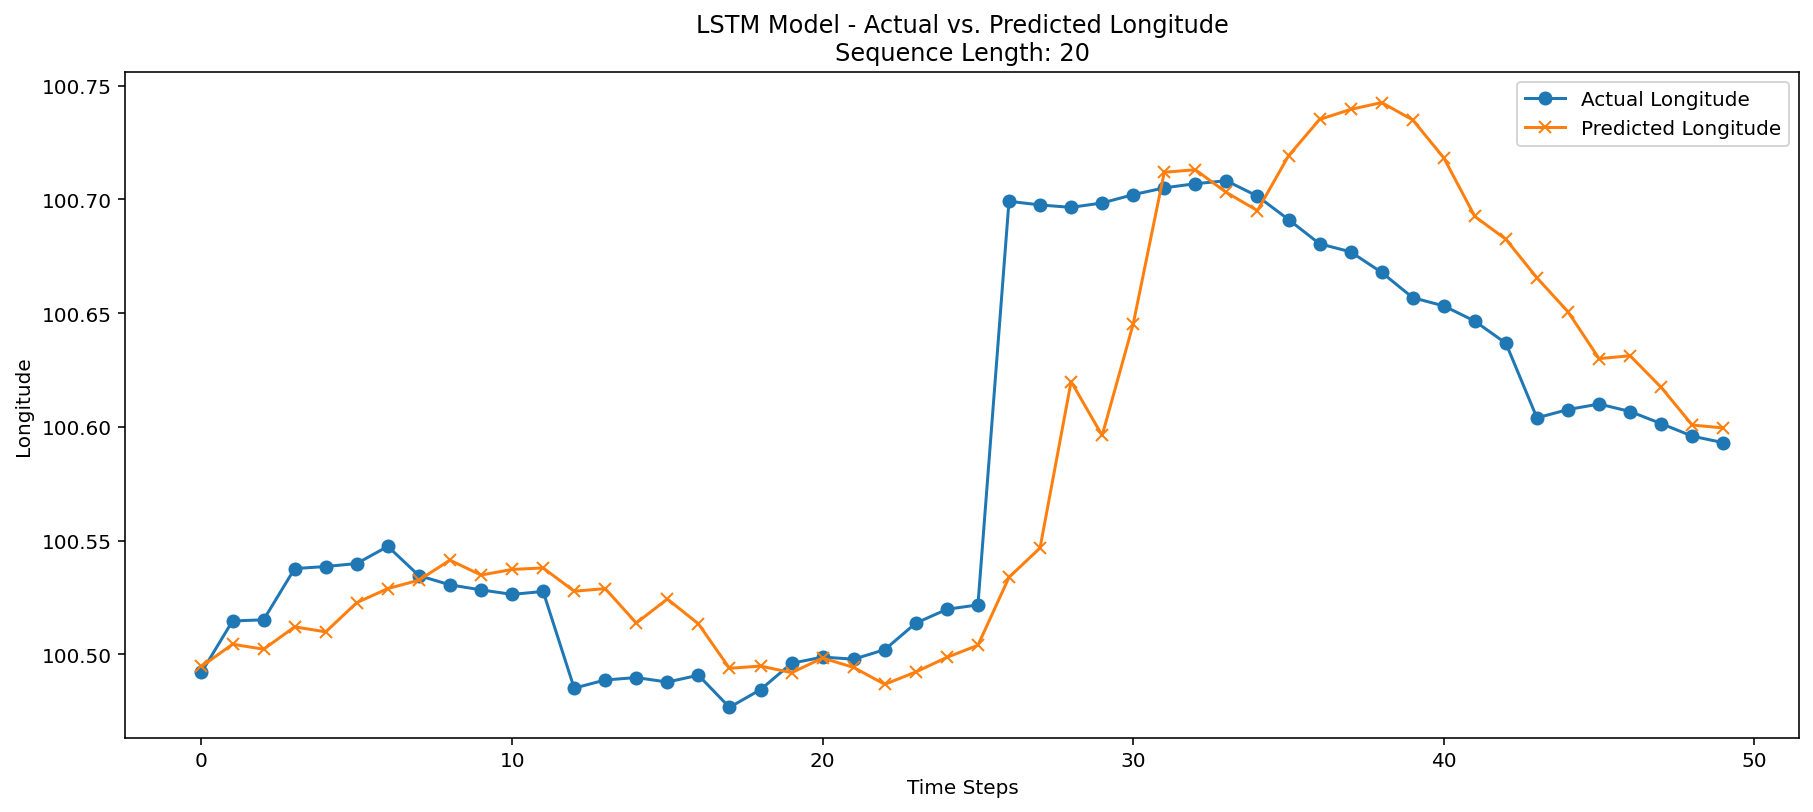 LSTM Model - Actual vs. Predicted Longitude
Sequence Length: 20
Actual Longitude
Predicted Longitude
100.75
100.70
100.65
100.60
100.55
100.50
Longitude
0 10 20 30 40 50
Time Steps